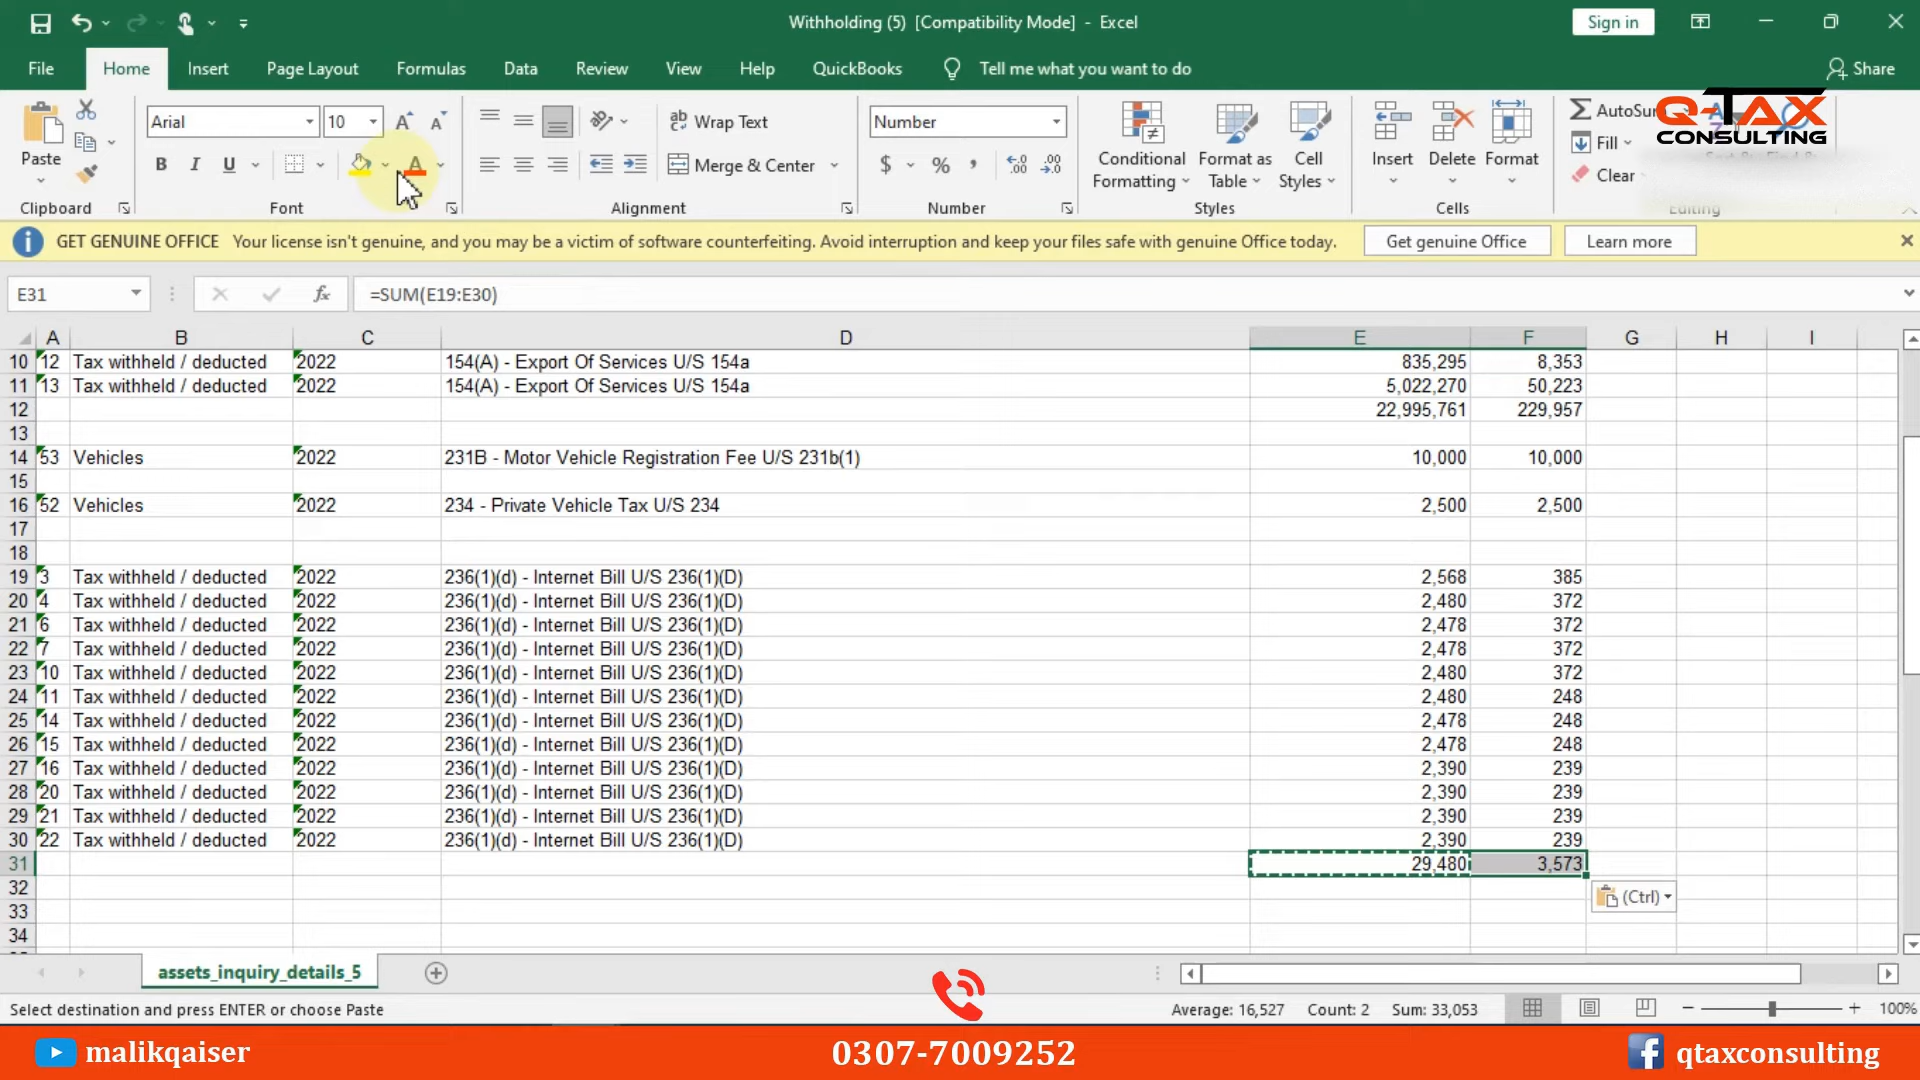 Withholding (5) [Compatibility Mode] - Excel
Sign in
File Home Insert Page Layout Formulas Data Review View Help QuickBooks Tell me what you want to do Share
Paste
Clipboard
Arial 10
B I U
Font
Wrap Text
Merge & Center
Alignment
Number
$ % ,
Number
Conditional Formatting
Format as Table
Cell Styles
Styles
Insert Delete Format
Cells
AutoSu
Fill
Clear
Editing
Q-TAX
CONSULTING
GET GENUINE OFFICE Your license isn't genuine, and you may be a victim of software counterfeiting. Avoid interruption and keep your files safe with genuine Office today. Get genuine Office Learn more
E31 fx =SUM(E19:E30)
A B C D E F G H I
10 12 Tax withheld / deducted 2022 154(A) - Export Of Services U/S 154a 835,295 8,353
11 13 Tax withheld / deducted 2022 154(A) - Export Of Services U/S 154a 5,022,270 50,223
12 22,995,761 229,957
13
14 53 Vehicles 2022 231B - Motor Vehicle Registration Fee U/S 231b(1) 10,000 10,000
15
16 52 Vehicles 2022 234 - Private Vehicle Tax U/S 234 2,500 2,500
17
18
19 3 Tax withheld / deducted 2022 236(1)(d) - Internet Bill U/S 236(1)(D) 2,568 385
20 4 Tax withheld / deducted 2022 236(1)(d) - Internet Bill U/S 236(1)(D) 2,480 372
21 6 Tax withheld / deducted 2022 236(1)(d) - Internet Bill U/S 236(1)(D) 2,478 372
22 7 Tax withheld / deducted 2022 236(1)(d) - Internet Bill U/S 236(1)(D) 2,478 372
23 10 Tax withheld / deducted 2022 236(1)(d) - Internet Bill U/S 236(1)(D) 2,480 372
24 11 Tax withheld / deducted 2022 236(1)(d) - Internet Bill U/S 236(1)(D) 2,480 248
25 14 Tax withheld / deducted 2022 236(1)(d) - Internet Bill U/S 236(1)(D) 2,478 248
26 15 Tax withheld / deducted 2022 236(1)(d) - Internet Bill U/S 236(1)(D) 2,478 248
27 16 Tax withheld / deducted 2022 236(1)(d) - Internet Bill U/S 236(1)(D) 2,390 239
28 20 Tax withheld / deducted 2022 236(1)(d) - Internet Bill U/S 236(1)(D) 2,390 239
29 21 Tax withheld / deducted 2022 236(1)(d) - Internet Bill U/S 236(1)(D) 2,390 239
30 22 Tax withheld / deducted 2022 236(1)(d) - Internet Bill U/S 236(1)(D) 2,390 239
31 29,480 3,573
32
(Ctrl)
33
34
assets_inquiry_details_5
Select destination and press ENTER or choose Paste Average: 16,527 Count: 2 Sum: 33,053 100%
malikqaiser 0307-7009252 qtaxconsulting